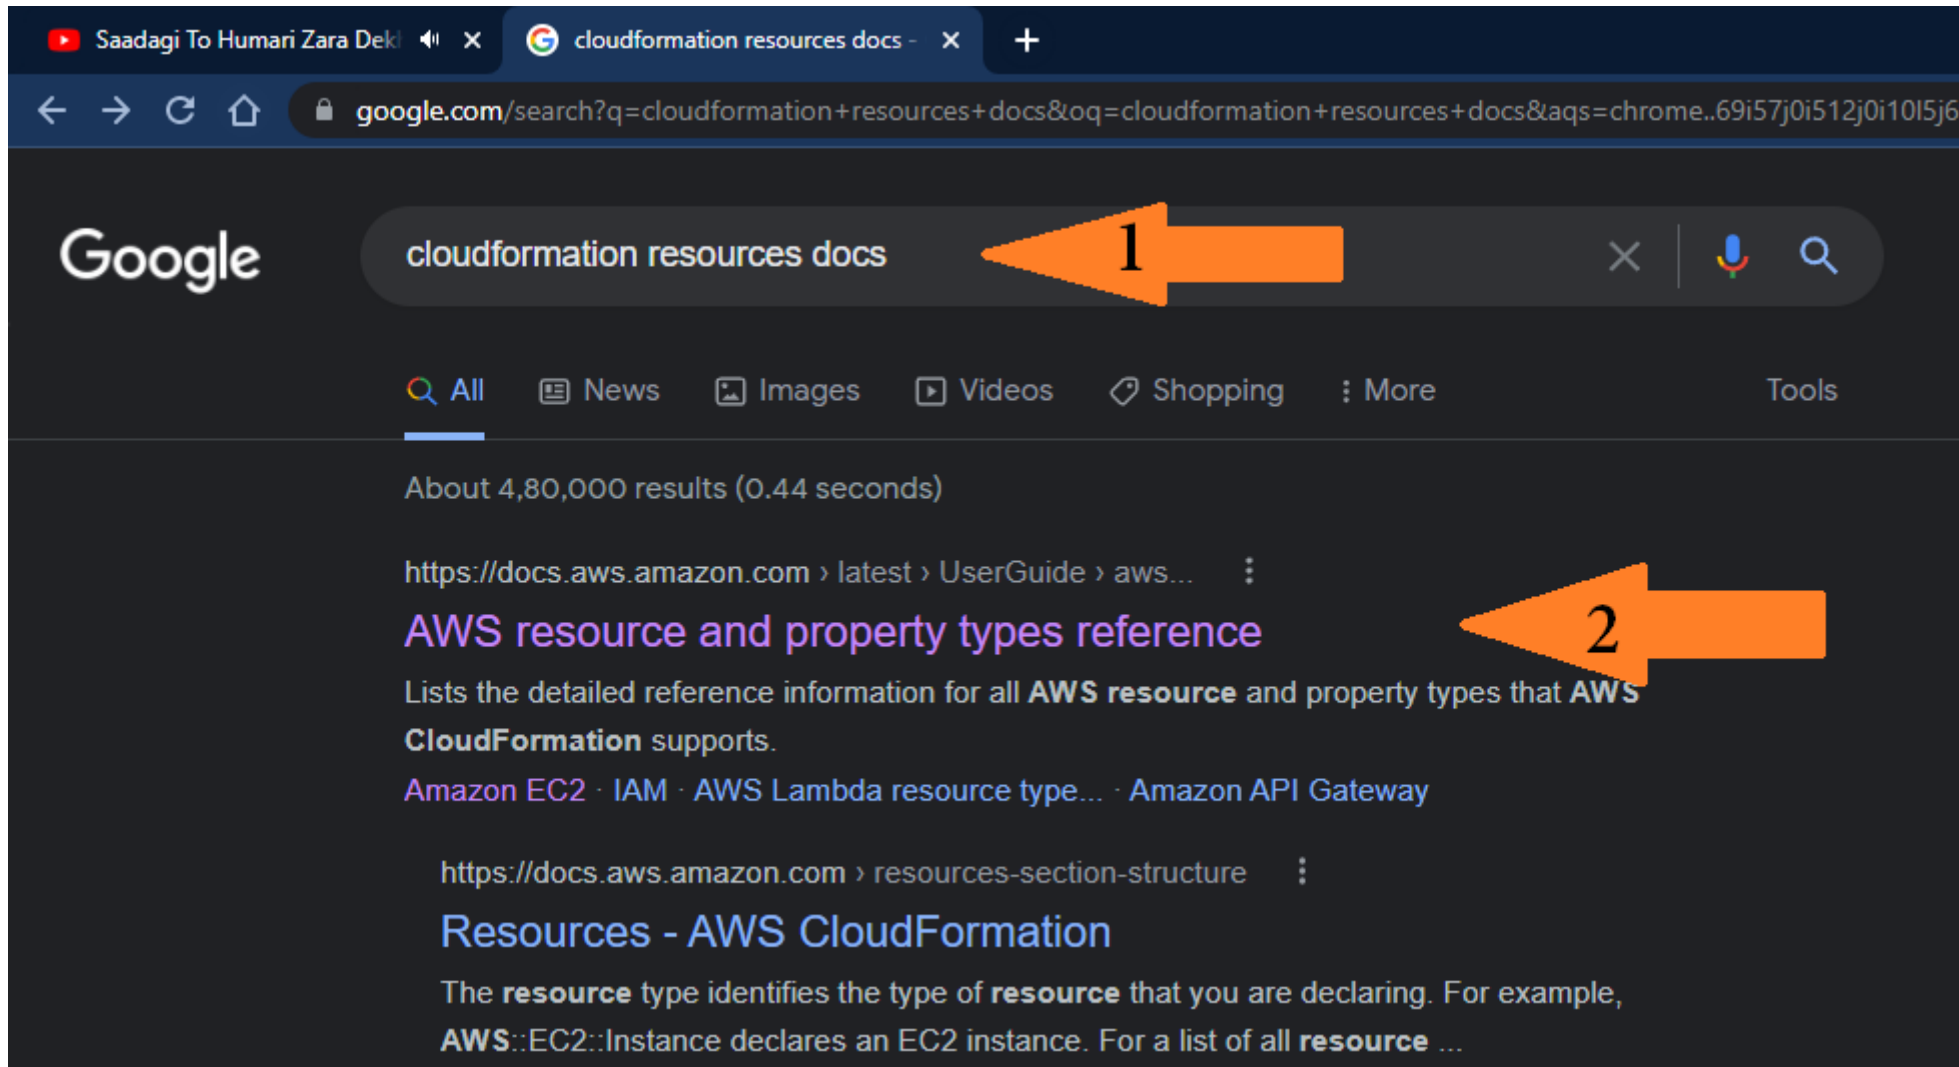 Saadagi To Humari Zara Dek
cloudformation resources docs -
google.com/search?q=cloudformation+resources+docs&oq=cloudformation+resources+docs&aqs=chrome..69i57j0i512j0i10l5j6
Google
cloudformation resources docs
1
All News Images Videos Shopping More Tools
About 4,80,000 results (0.44 seconds)
https://docs.aws.amazon.com › latest › UserGuide › aws...
AWS resource and property types reference
2
Lists the detailed reference information for all AWS resource and property types that AWS
CloudFormation supports.
Amazon EC2 · IAM · AWS Lambda resource type... · Amazon API Gateway
https://docs.aws.amazon.com › resources-section-structure
Resources - AWS CloudFormation
The resource type identifies the type of resource that you are declaring. For example,
AWS::EC2::Instance declares an EC2 instance. For a list of all resource ...